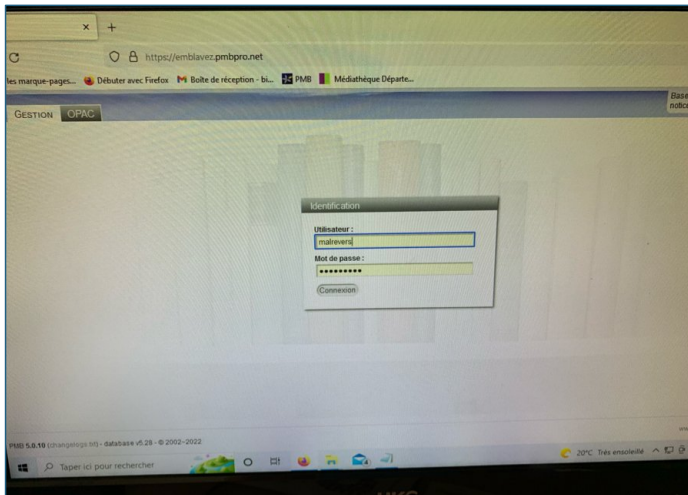 × +
https://emblavez.pmbpro.net
les marque-pages... Débuter avec Firefox Boîte de réception - bi... PMB Médiathèque Départe...
Base
notice
GESTION OPAC
Identification
Utilisateur :
malrevers
Mot de passe :
•••••••••
Connexion
PMB 5.0.10 (changelogs.txt) - database v5.28 - © 2002-2022
Taper ici pour rechercher
20°C Très ensoleillé